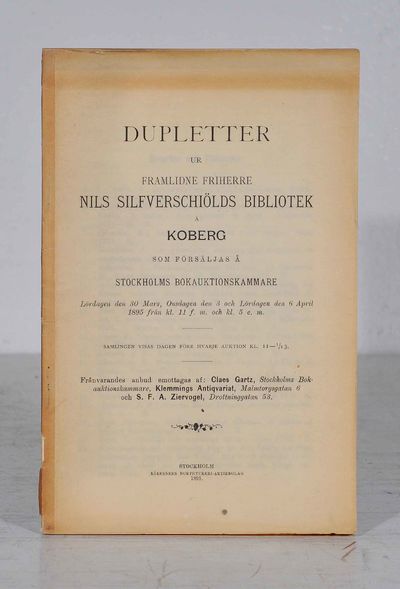 DUPLETTER
UR
FRAMLIDNE FRIHERRE
NILS SILFVERSCHIÖLDS BIBLIOTEK
Å
KOBERG
SOM FÖRSÄLJAS Å
STOCKHOLMS BOKAUKTIONSKAMMARE
Lördagen den 30 Mars, Onsdagen den 3 och Lördagen den 6 April
1895 från kl. 11 f. m. och kl. 5 e. m.
SAMLINGEN VISAS DAGEN FÖRE HVARJE AUKTION KL. 11—1/23.
Frånvarandes anbud emottagas af: Claes Gartz, Stockholms Bok-
auktionskammare, Klemmings Antiqvariat, Malmtorgsgatan 6
och S. F. A. Ziervogel, Drottninggatan 53.
STOCKHOLM
BOKTRYCKERI-AKTIEBOLAG
1895.